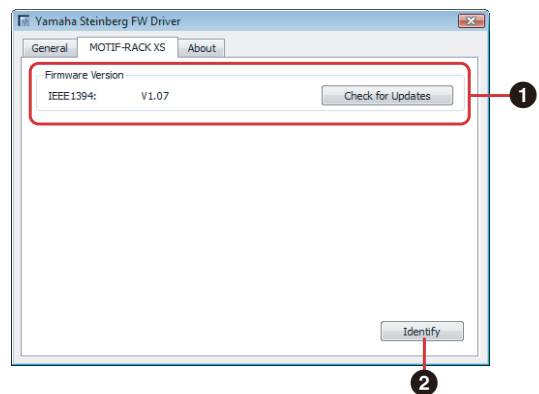 Yamaha Steinberg FW Driver
General MOTIF-RACK XS About
Firmware Version
IEEE1394: V1.07 Check for Updates
1
Identify
2